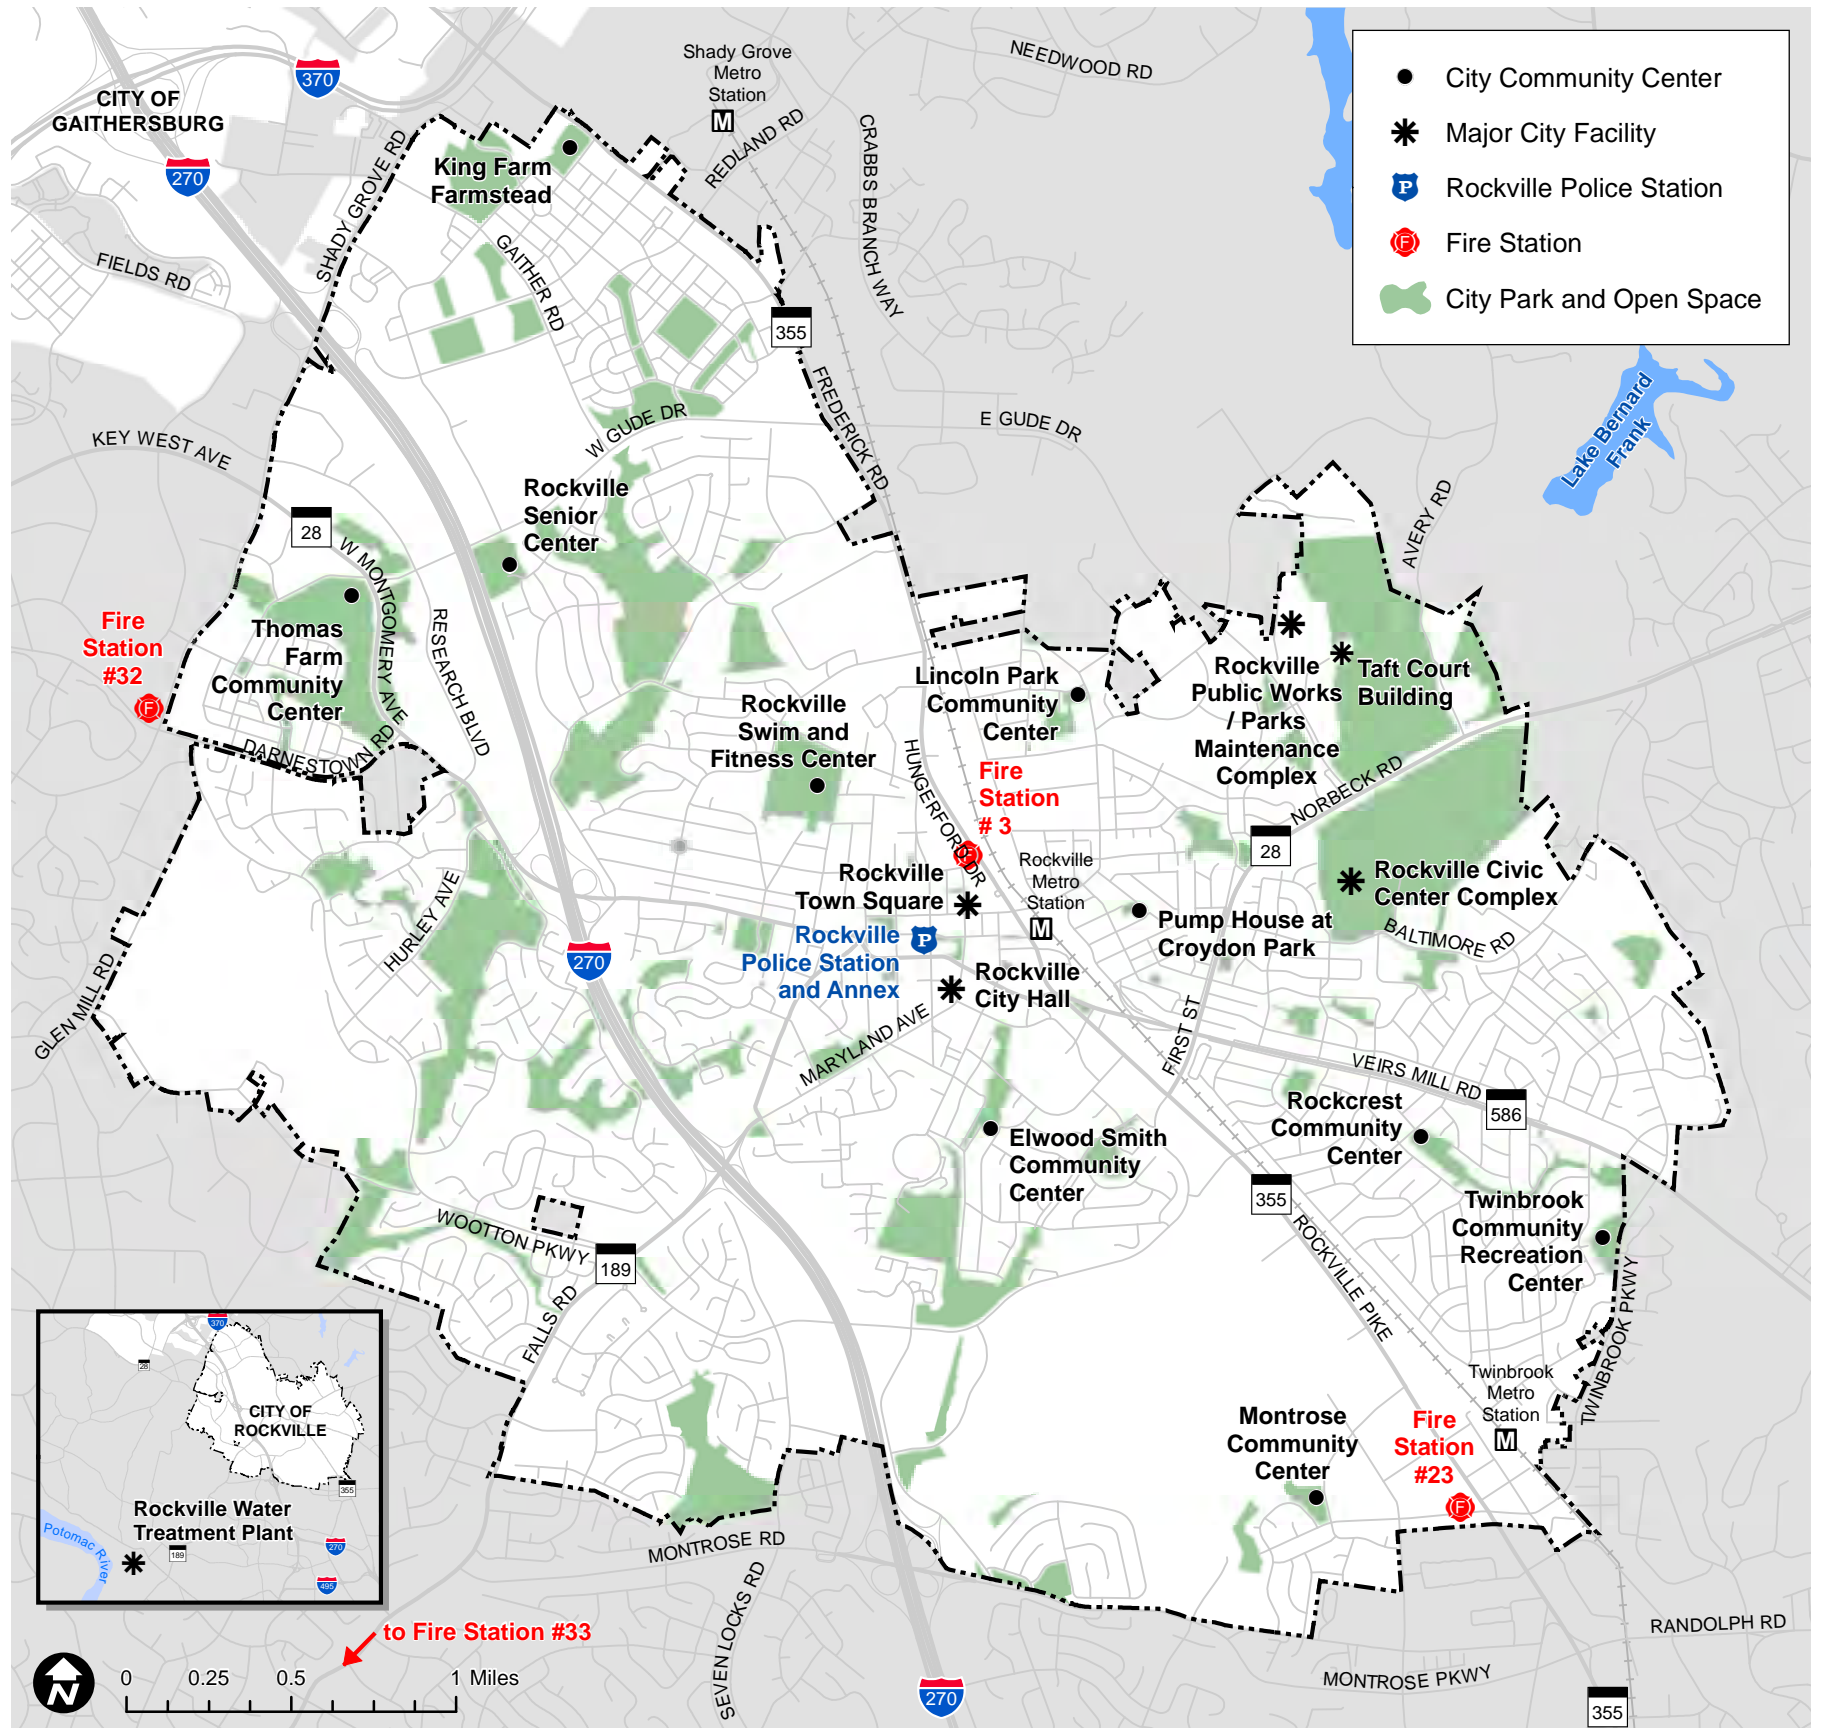 370
CITY OF
GAITHERSBURG
270
SHADY GROVE RD
FIELDS RD
Shady Grove
Metro
Station
M
REDLAND RD
NEEDWOOD RD
CRABBS BRANCH WAY
City Community Center
Major City Facility
P
Rockville Police Station
F
Fire Station
City Park and Open Space
King Farm
Farmstead
GAITHER RD
355
FREDERICK RD
W GUDE DR
E GUDE DR
Lake Bernard
Frank
AVERY RD
KEY WEST AVE
28
W MONTGOMERY AVE
RESEARCH BLVD
Rockville
Senior
Center
Fire
Station
#32
F
Thomas
Farm
Community
Center
DARNESTOWN RD
Rockville
Swim and
Fitness Center
Lincoln Park
Community
Center
Rockville
Public Works
/ Parks
Maintenance
Complex
Taft Court
Building
NORBECK RD
28
HUNGERFORD DR
Fire
Station
# 3
F
Rockville
Town Square
Rockville
Metro
Station
M
Rockville
Police Station
and Annex
P
Rockville
City Hall
Pump House at
Croydon Park
Rockville Civic
Center Complex
BALTIMORE RD
HURLEY AVE
GLEN MILL RD
270
MARYLAND AVE
FIRST ST
VEIRS MILL RD
586
Rockcrest
Community
Center
Elwood Smith
Community
Center
355
ROCKVILLE PIKE
Twinbrook
Community
Recreation
Center
TWINBROOK PKWY
WOOTTON PKWY
189
FALLS RD
Twinbrook
Metro
Station
M
Montrose
Community
Center
Fire
Station
#23
F
370
28
CITY OF
ROCKVILLE
355
Rockville Water
Treatment Plant
Potomac River
189
270
495
MONTROSE RD
SEVEN LOCKS RD
to Fire Station #33
N
0 0.25 0.5 1 Miles
270
RANDOLPH RD
MONTROSE PKWY
355